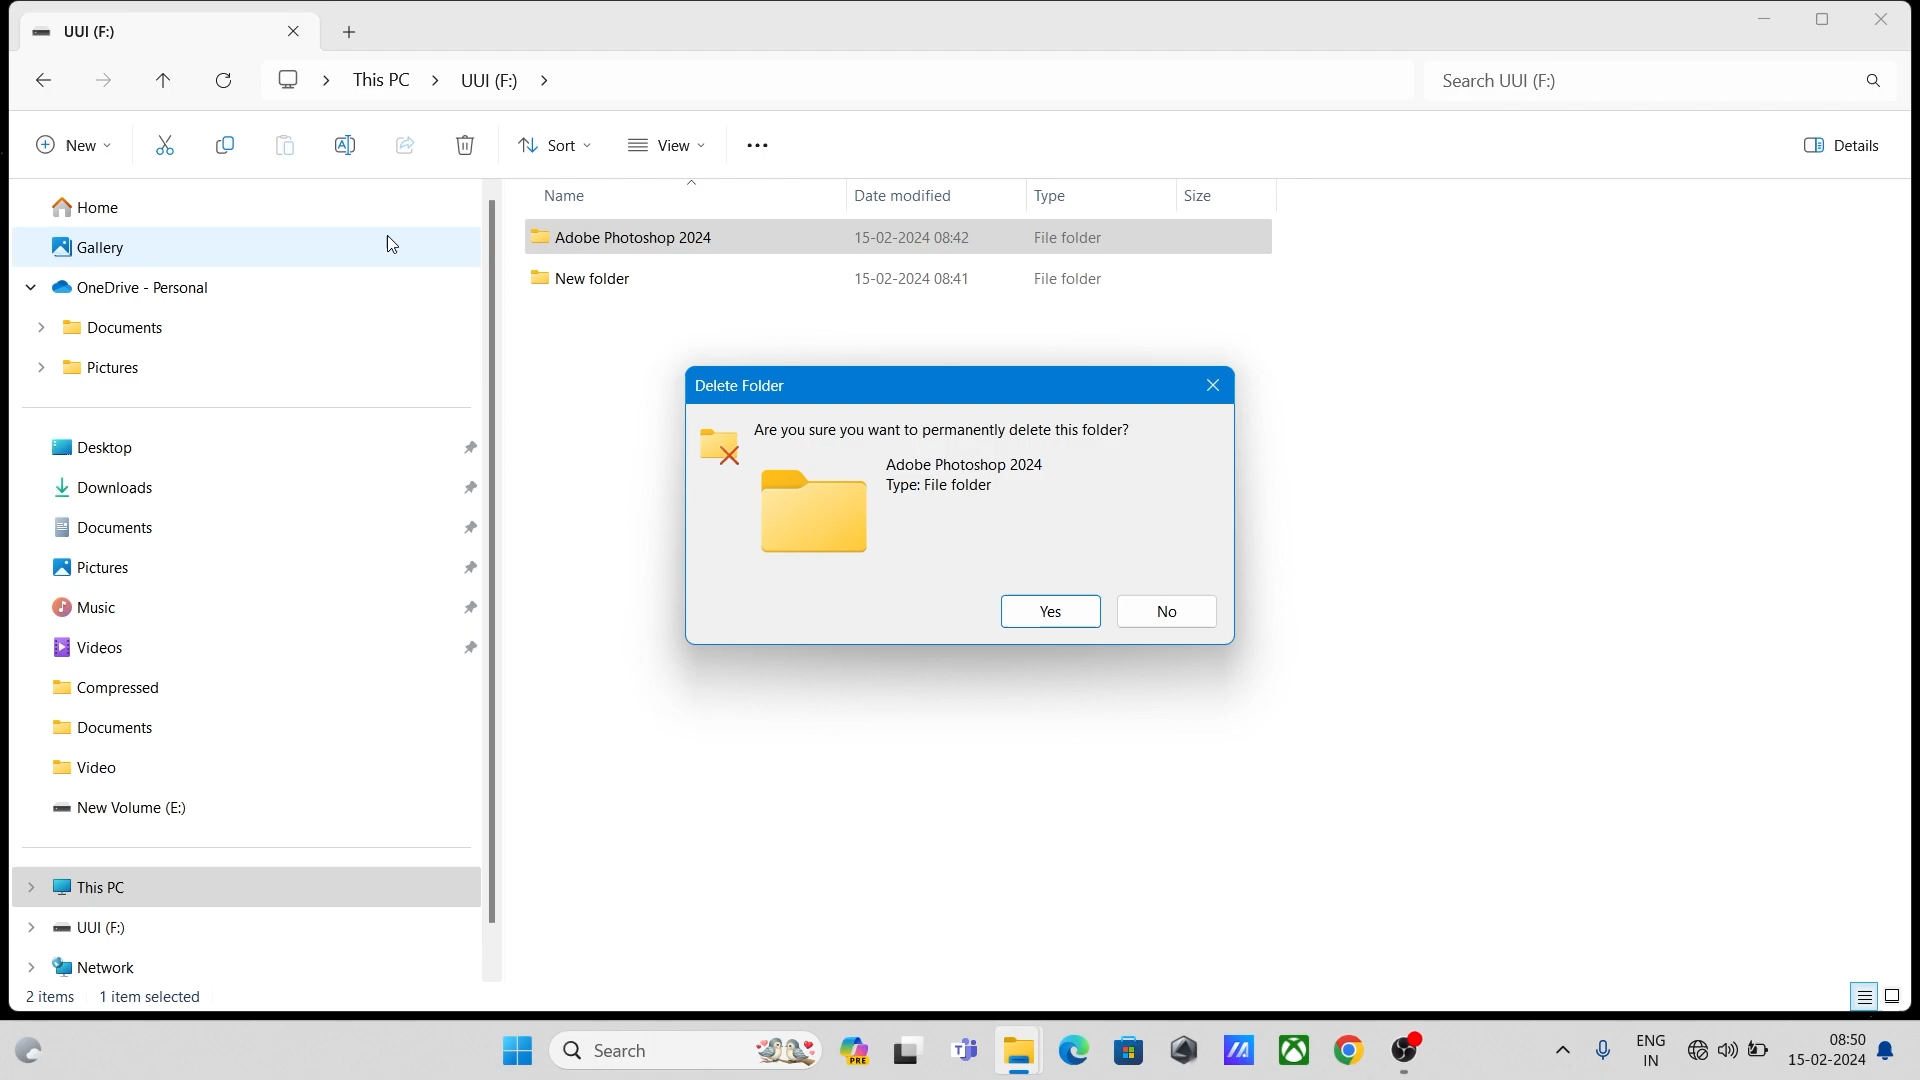 UUI (F:)
This PC
UUI (F:)
Search UUI (F:)
New
Sort
View
Details
Home
Gallery
OneDrive - Personal
Documents
Pictures
Desktop
Downloads
Documents
Pictures
Music
Videos
Compressed
Documents
Video
New Volume (E:)
This PC
UUI (F:)
Network
Name Date modified Type Size
Adobe Photoshop 2024 15-02-2024 08:42 File folder
New folder 15-02-2024 08:41 File folder
Delete Folder
Are you sure you want to permanently delete this folder?
Adobe Photoshop 2024
Type: File folder
Yes No
2 items 1 item selected
Search
PRE
ENG
IN
08:50
15-02-2024